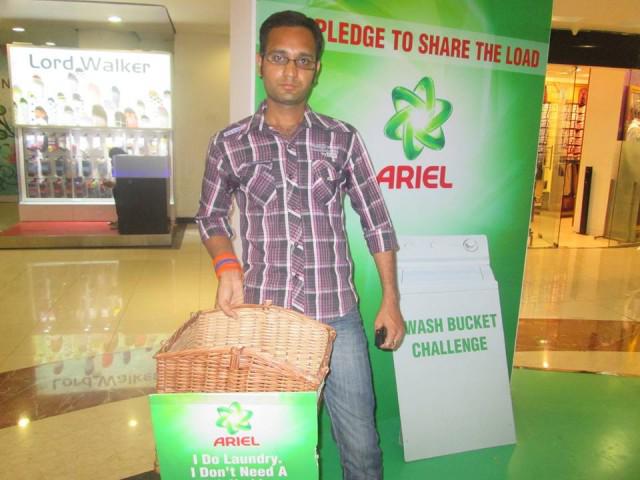 Lord Walker
PLEDGE TO SHARE THE LOAD
ARIEL
WASH BUCKET
CHALLENGE
ARIEL
I Do Laundry,
I Don't Need A